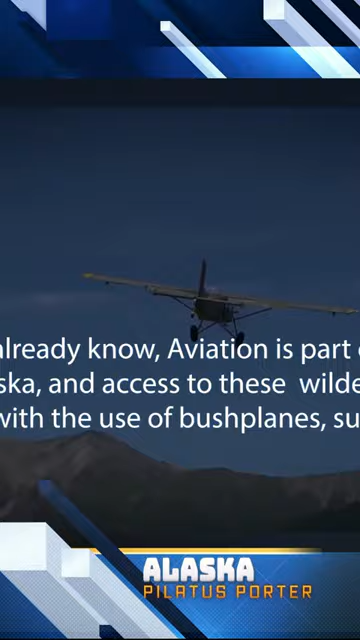 already know, Aviation is part
ska, and access to these wilde
with the use of bushplanes, su
ALASKA
PILATUS PORTER